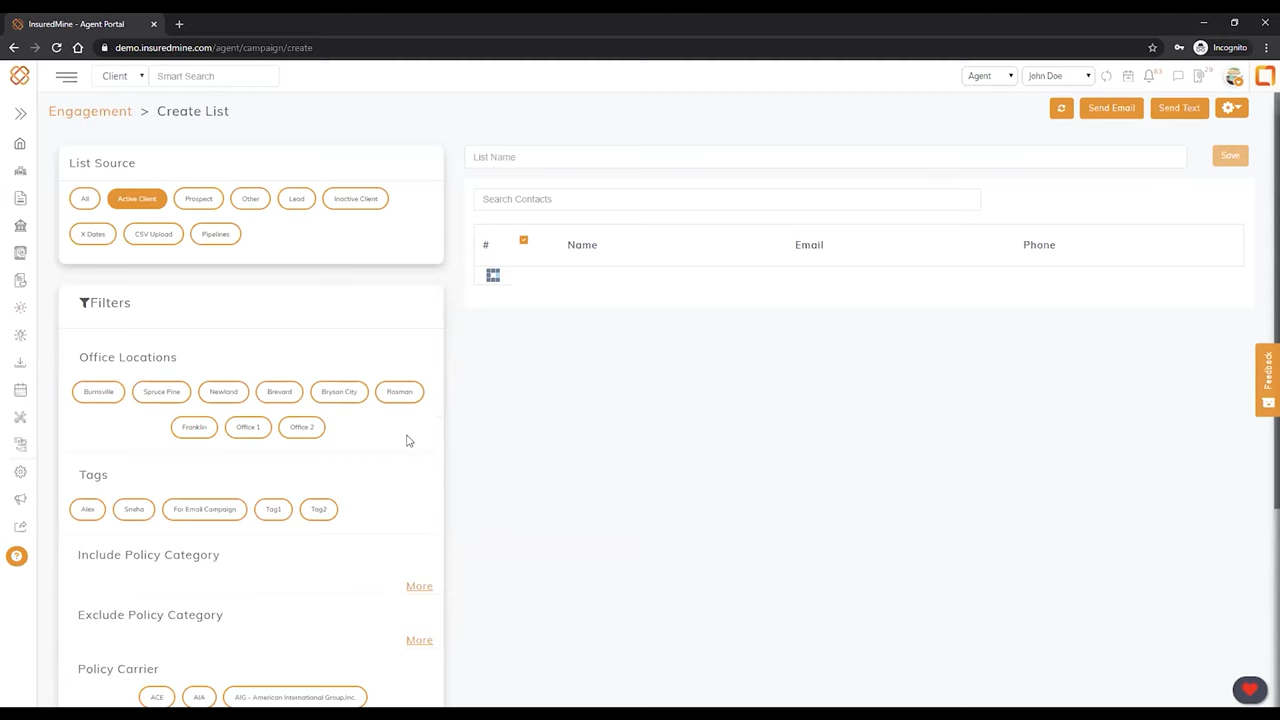 InsuredMine - Agent Portal
demo.insuredmine.com/agent/campaign/create
Incognito
Client
Smart Search
Agent
John Doe
83
29
Engagement > Create List
Send Email
Send Text
List Source
All
Active Client
Prospect
Other
Lead
Inactive Client
X Dates
CSV Upload
Pipelines
List Name
Save
Search Contacts
# Name Email Phone
Filters
Office Locations
Burnsville
Spruce Pine
Newland
Brevard
Bryson City
Rosman
Franklin
Office 1
Office 2
Tags
Alex
Sneha
For Email Campaign
Tag1
Tag2
Include Policy Category
More
Exclude Policy Category
More
Policy Carrier
ACE
AIA
AIG - American International Group,Inc.
Feedback